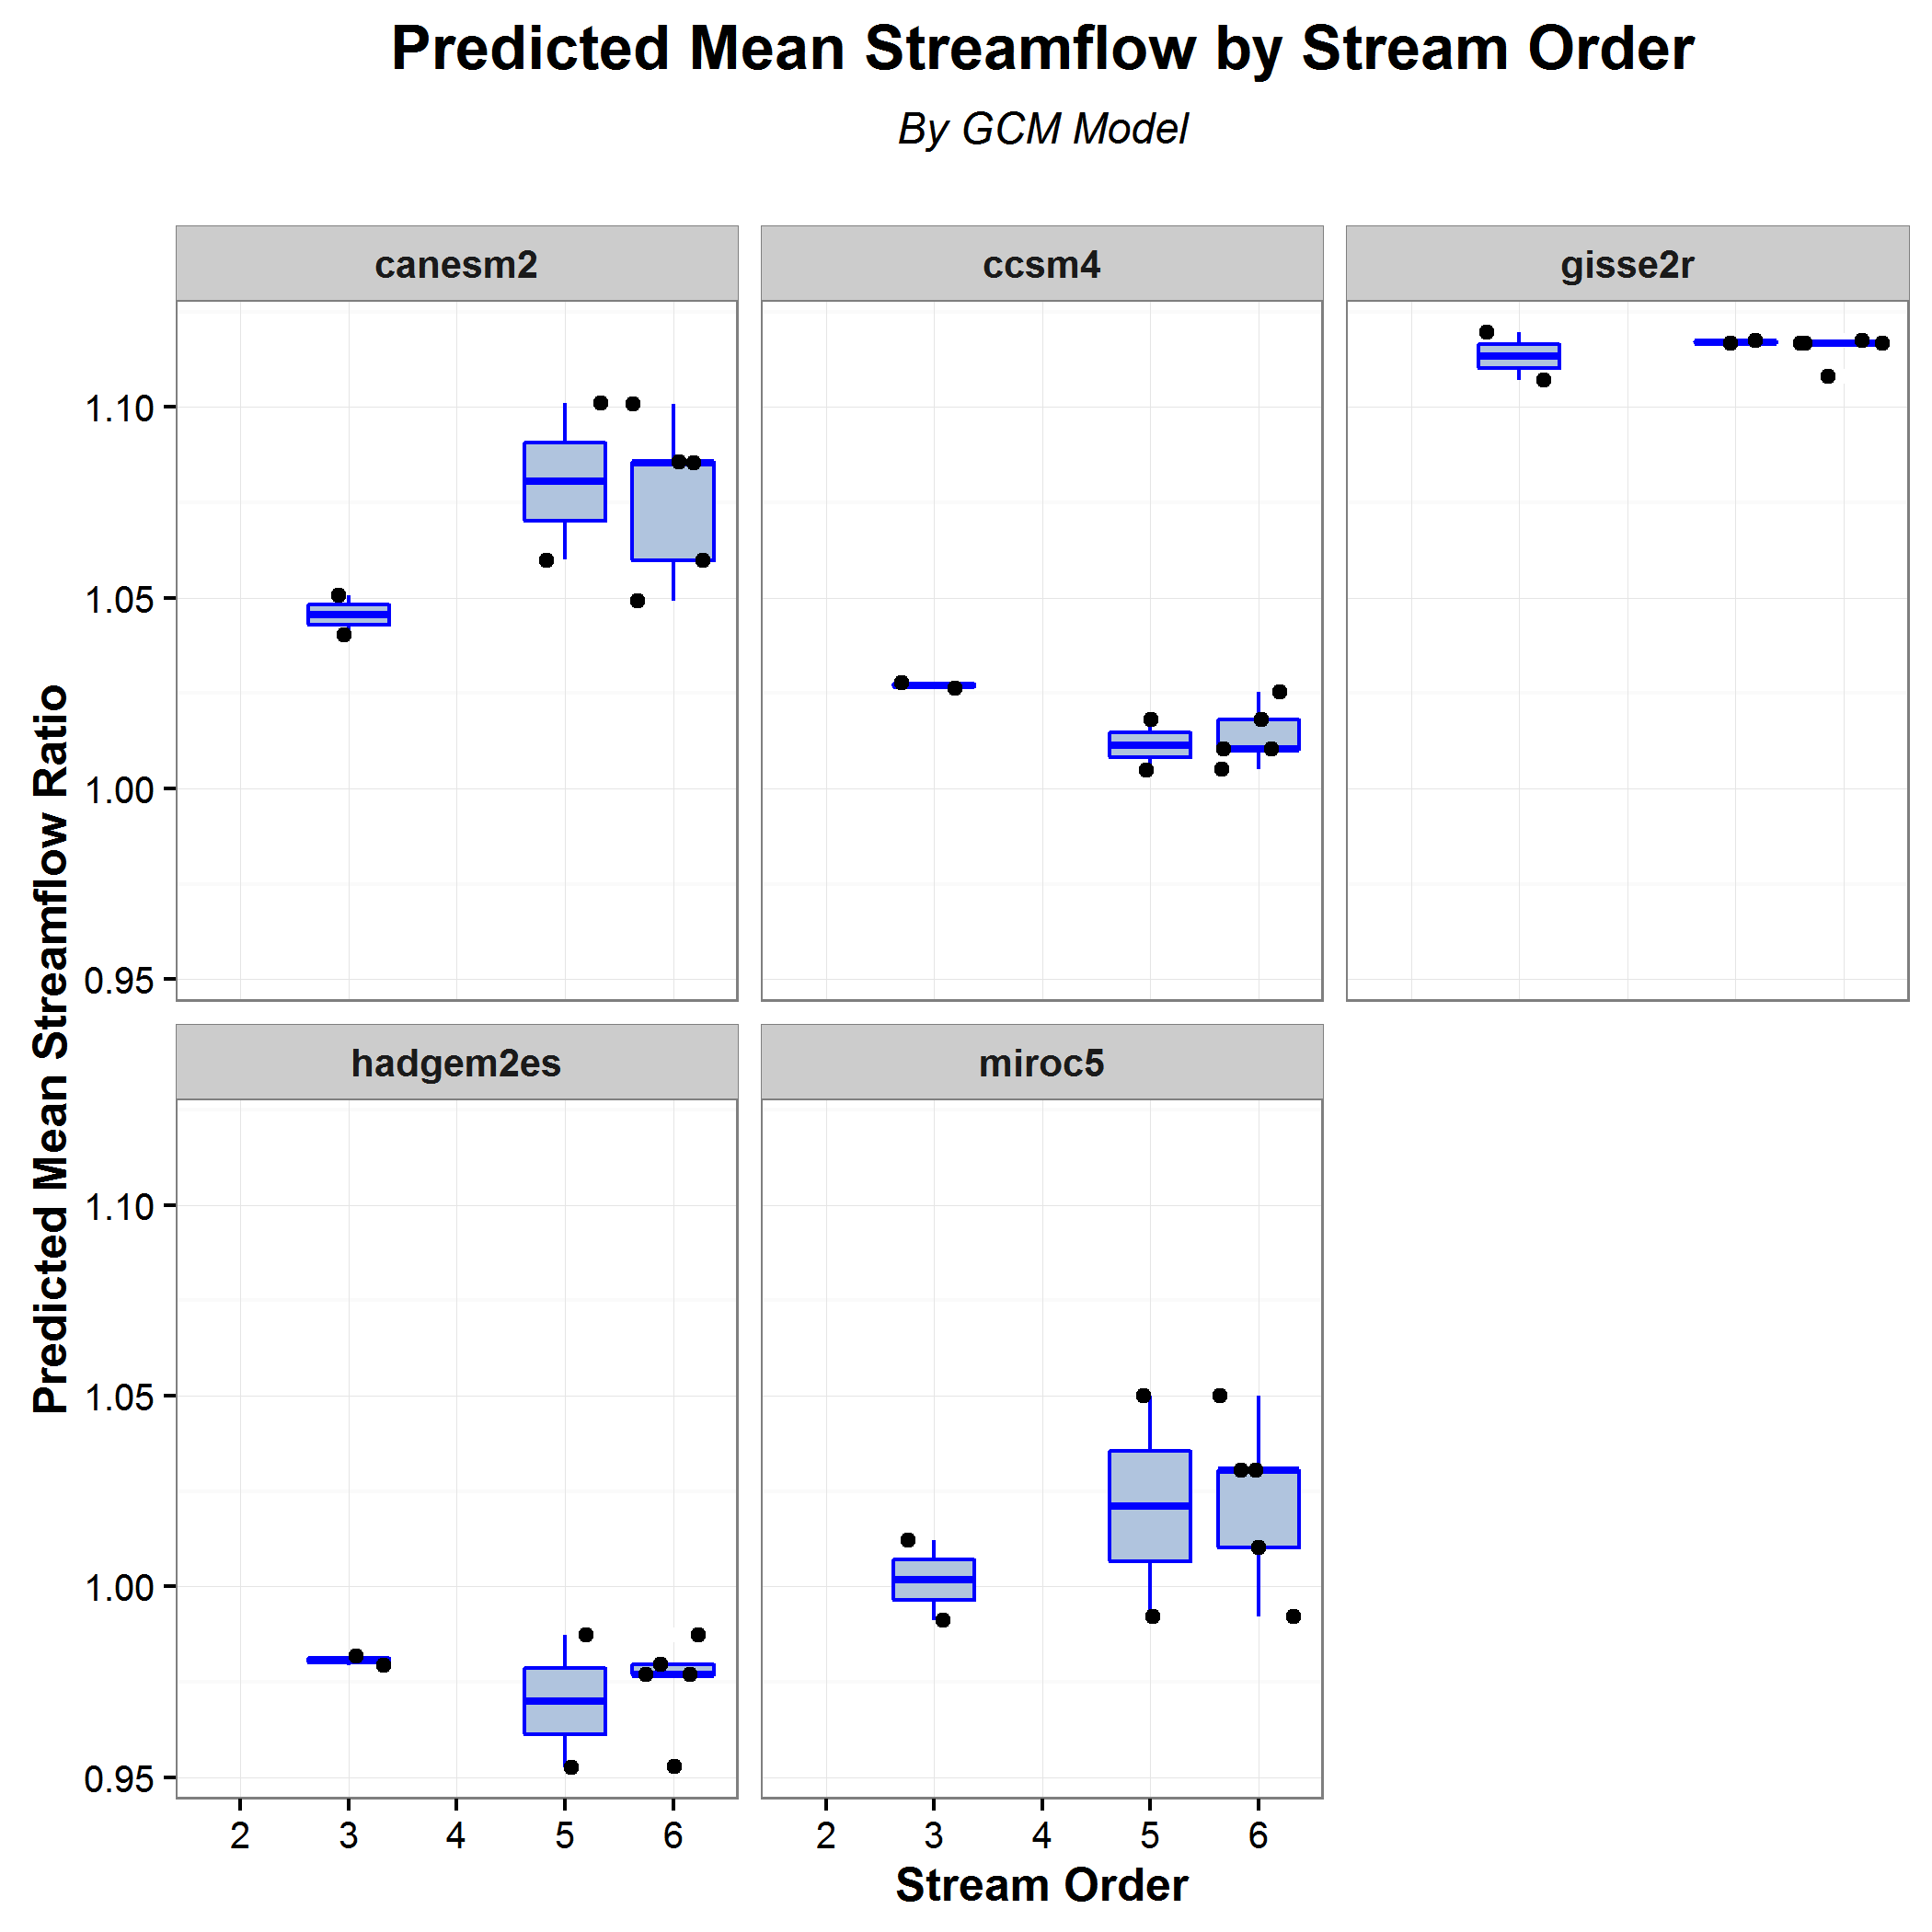 Predicted Mean Streamflow by Stream Order
By GCM Model
canesm2
ccsm4
gisse2r
Predicted Mean Streamflow Ratio
1.10
1.05
1.00
0.95
hadgem2es
miroc5
1.10
1.05
1.00
0.95
2 3 4 5 6
2 3 4 5 6
Stream Order